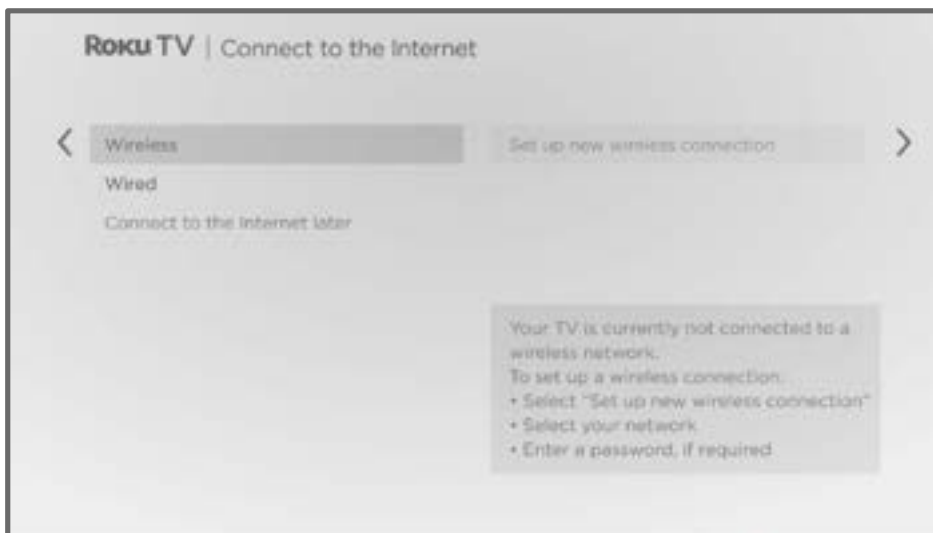 Roku TV | Connect to the Internet
Wireless
Set up new wireless connection
Wired
Connect to the Internet later
Your TV is currently not connected to a
wireless network.
To set up a wireless connection:
• Select "Set up new wireless connection"
• Select your network
• Enter a password, if required